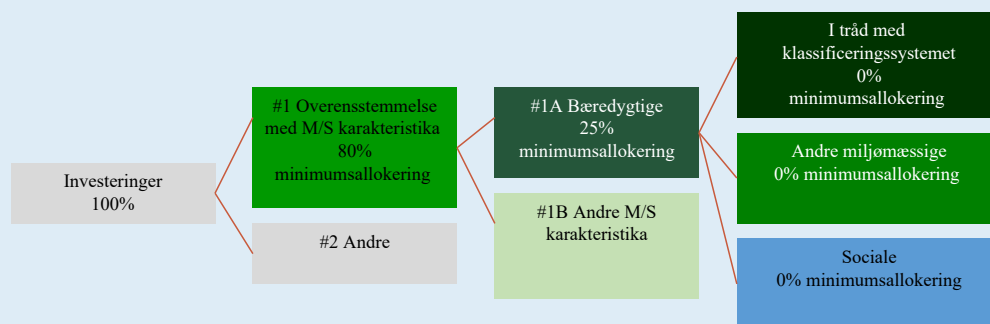 Investeringer
100%
#1 Overensstemmelse
med M/S karakteristika
80%
minimumsallokering
#2 Andre
#1A Bæredygtige
25%
minimumsallokering
#1B Andre M/S
karakteristika
I tråd med
klassificeringssystemet
0%
minimumsallokering
Andre miljømæssige
0% minimumsallokering
Sociale
0% minimumsallokering